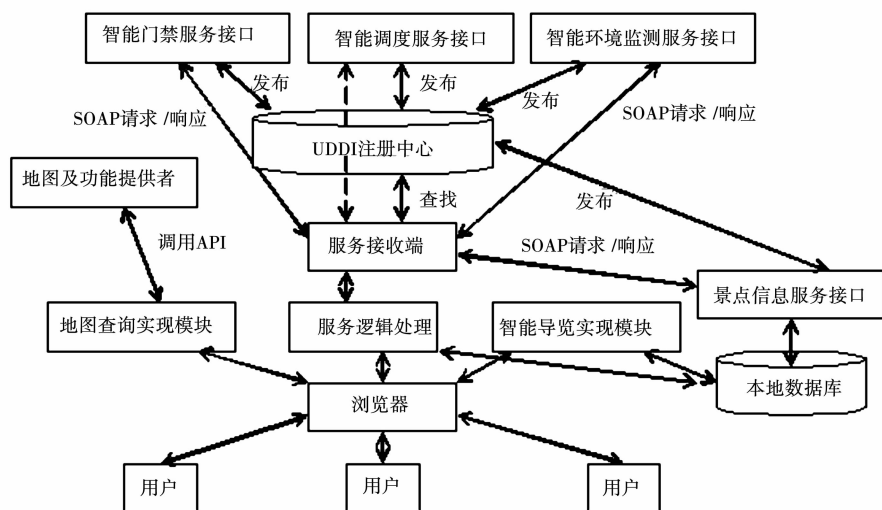 智能门禁服务接口
智能调度服务接口
智能环境监测服务接口
发布
发布
发布
SOAP请求 /响应
SOAP请求 /响应
UDDI注册中心
地图及功能提供者
查找
发布
调用API
服务接收端
SOAP请求 /响应
景点信息服务接口
地图查询实现模块
服务逻辑处理
智能导览实现模块
本地数据库
浏览器
用户
用户
用户